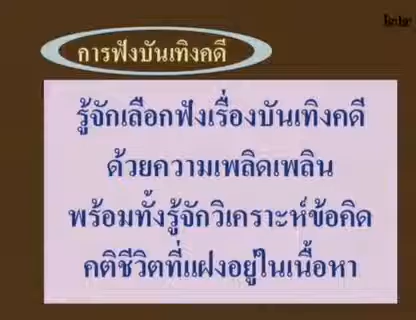 การฟังบันเทิงคดี
รู้จักเลือกฟังเรื่องบันเทิงคดี
ด้วยความเพลิดเพลิน
พร้อมทั้งรู้จักวิเคราะห์ข้อคิด
คติชีวิตที่แฝงอยู่ในเนื้อหา